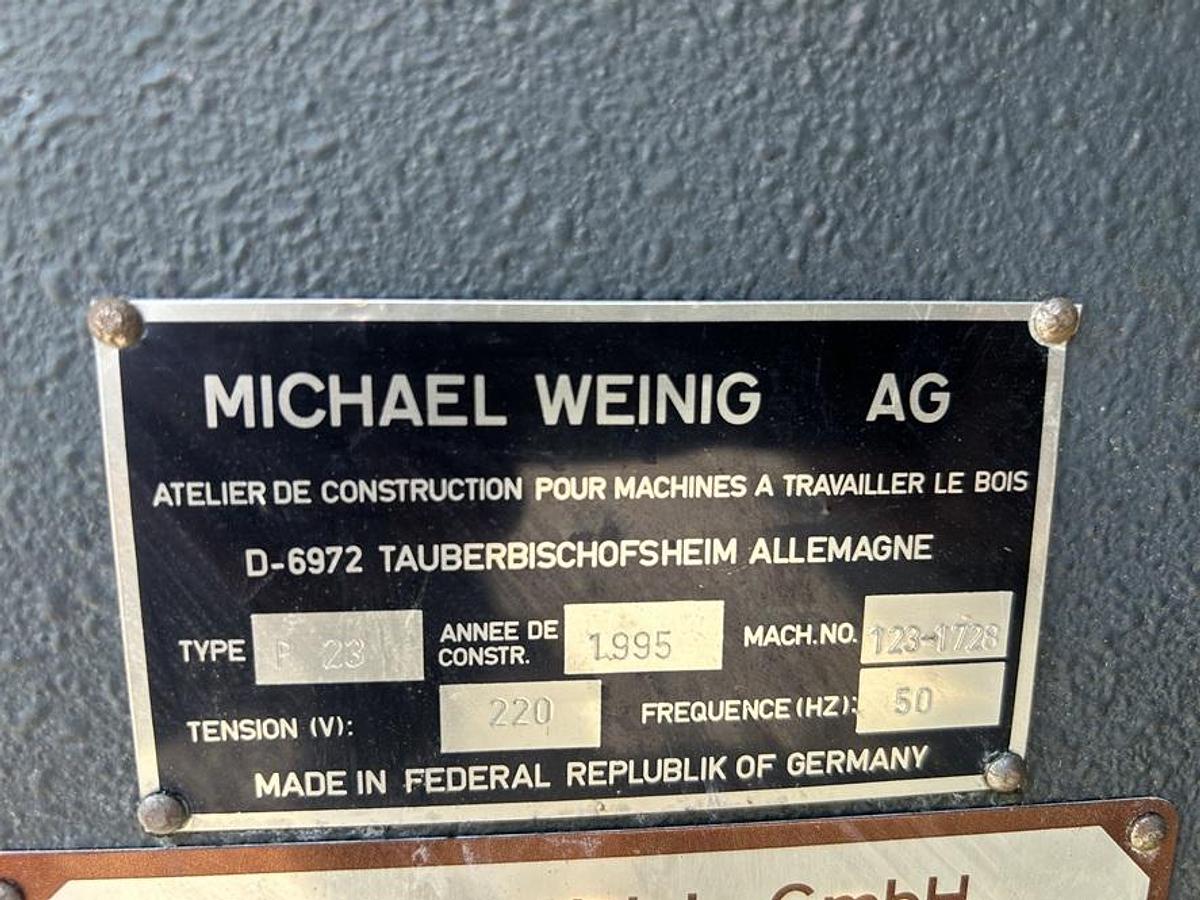 MICHAEL WEINIG AG
ATELIER DE CONSTRUCTION POUR MACHINES A TRAVAILLER LE BOIS
D-6972 TAUBERBISCHOFSHEIM ALLEMAGNE
TYPE P 23 ANNEE DE CONSTR. 1995 MACH.NO. 123-1728
TENSION (V): 220 FREQUENCE (HZ): 50
MADE IN FEDERAL REPLUBLIK OF GERMANY
GmbH